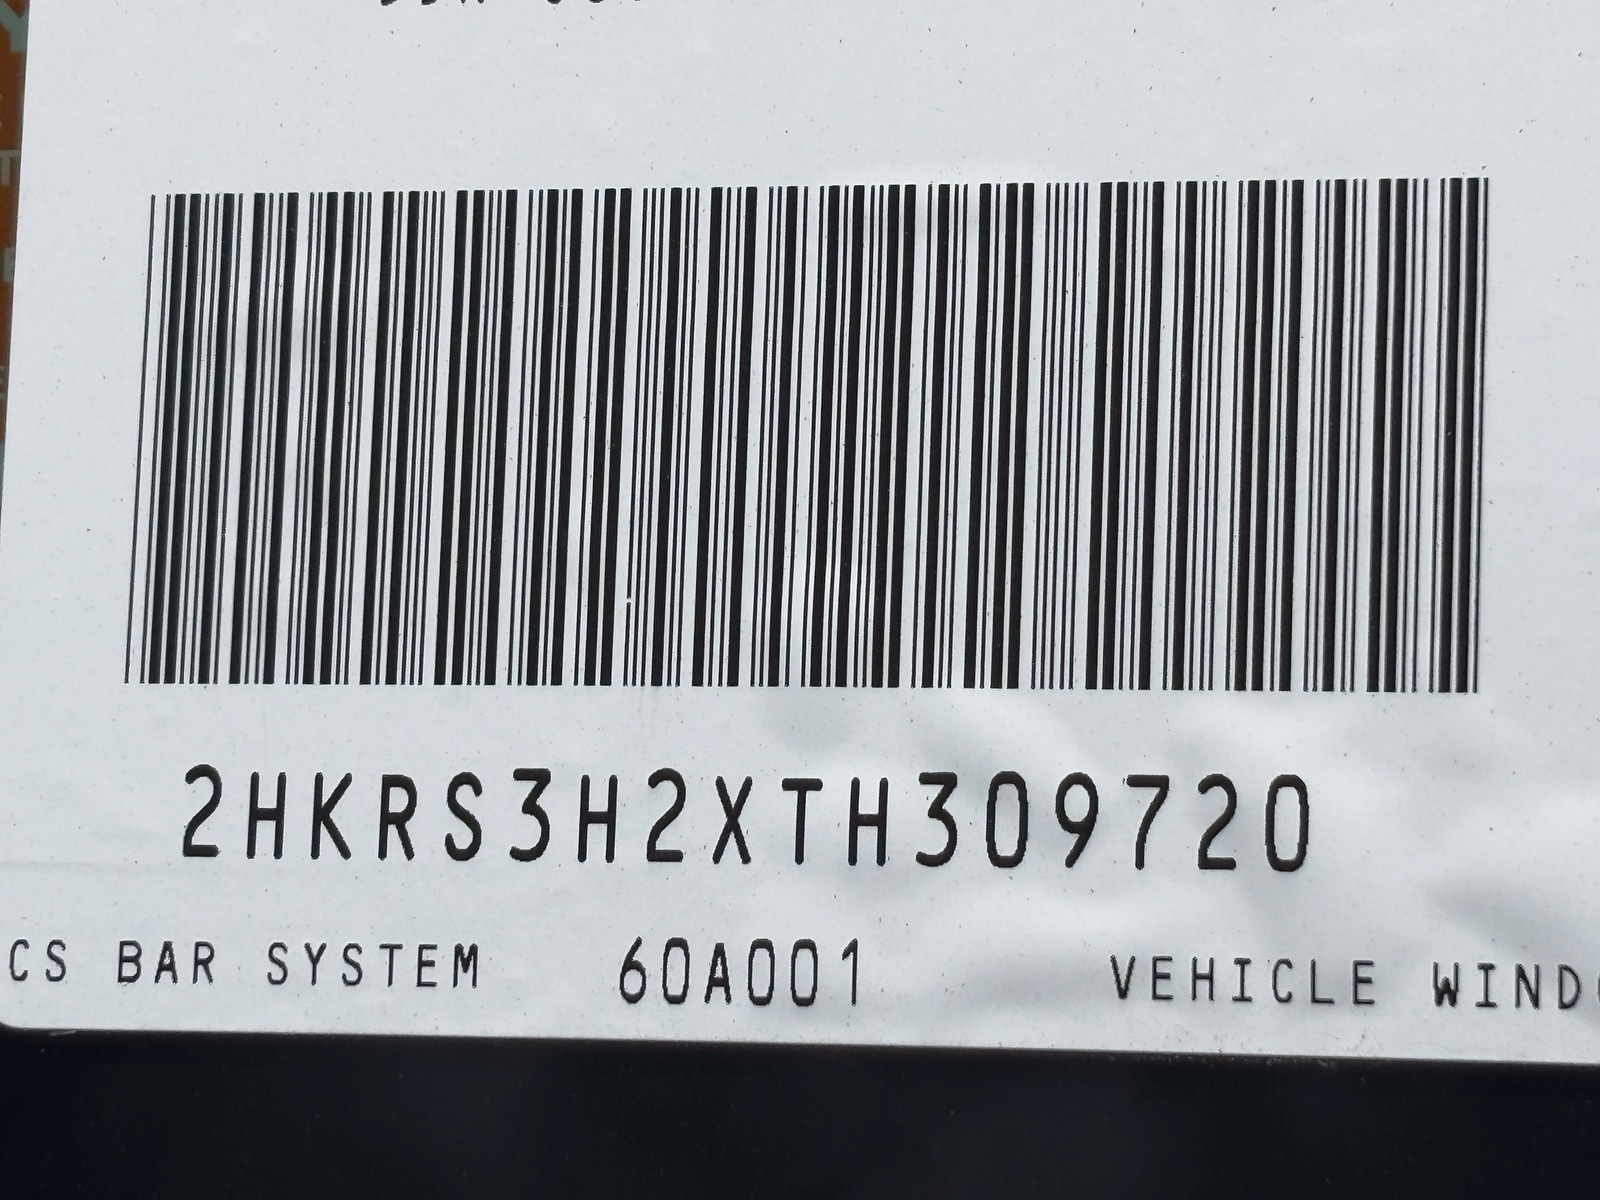 2HKRS3H2XTH309720
CS BAR SYSTEM 60A001 VEHICLE WIND